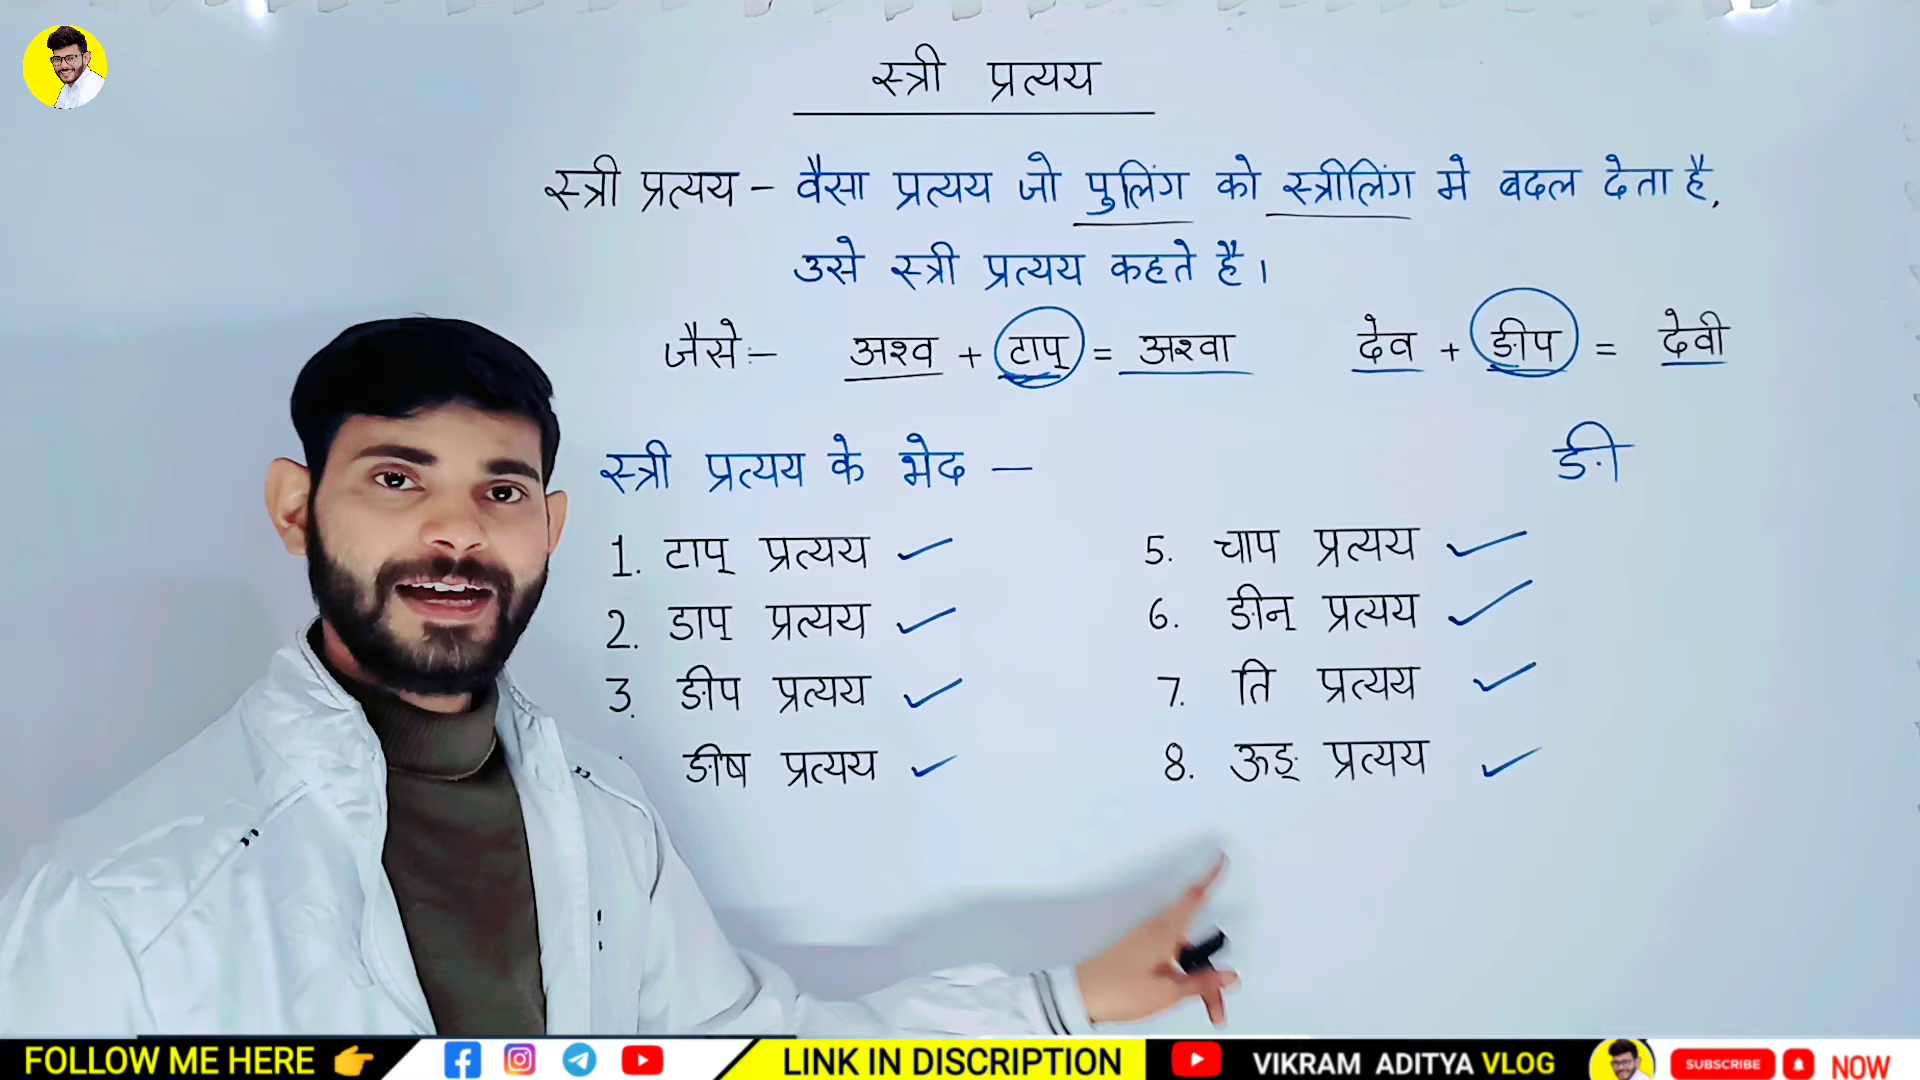 स्त्री प्रत्यय
स्त्री प्रत्यय – वैसा प्रत्यय जो पुलिंग को स्त्रीलिंग मे बदल देता है,
उसे स्त्री प्रत्यय कहते है।
जैसे:– अश्व + टाप् = अश्वा देव + ङीप = देवी
स्त्री प्रत्यय के भेद –
ङी
1. टाप् प्रत्यय ✓
2. डाप् प्रत्यय ✓
3. ङीप प्रत्यय ✓
ङीष प्रत्यय ✓
5. चाप प्रत्यय ✓
6. ङीन् प्रत्यय ✓
7. ति प्रत्यय ✓
8. ऊङ् प्रत्यय ✓
FOLLOW ME HERE LINK IN DISCRIPTION VIKRAM ADITYA VLOG SUBSCRIBE NOW